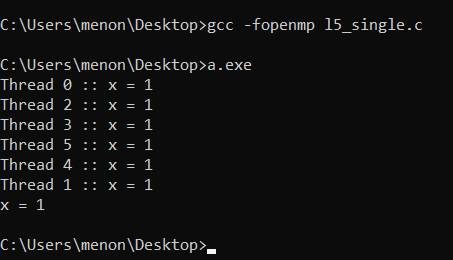 C:\Users\menon\Desktop>gcc -fopenmp l5_single.c
C:\Users\menon\Desktop>a.exe
Thread 0 :: x = 1
Thread 2 :: x = 1
Thread 3 :: x = 1
Thread 5 :: x = 1
Thread 4 :: x = 1
Thread 1 :: x = 1
x = 1
C:\Users\menon\Desktop>